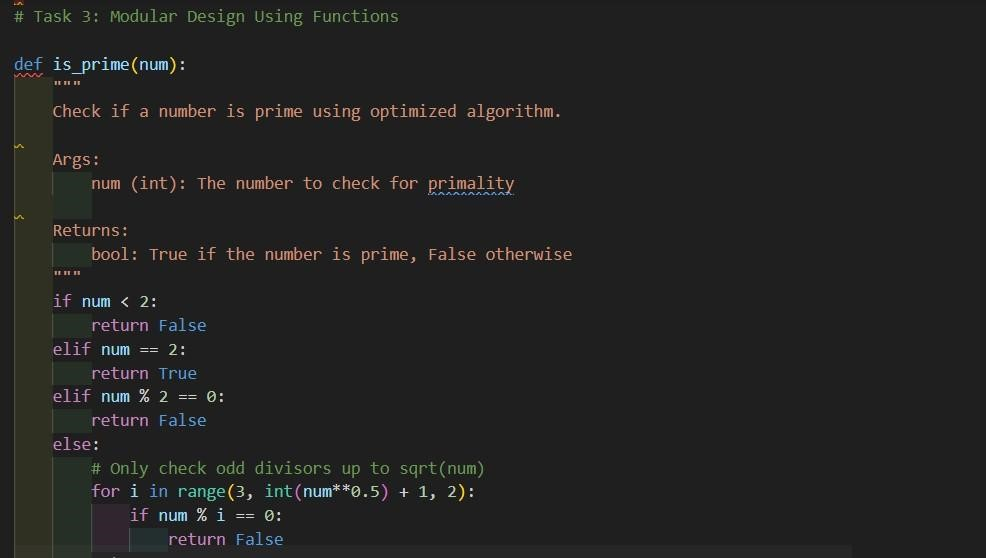 # Task 3: Modular Design Using Functions
def is_prime(num):
    """
    Check if a number is prime using optimized algorithm.
    Args:
        num (int): The number to check for primality
    Returns:
        bool: True if the number is prime, False otherwise
    """
    if num < 2:
        return False
    elif num == 2:
        return True
    elif num % 2 == 0:
        return False
    else:
        # Only check odd divisors up to sqrt(num)
        for i in range(3, int(num**0.5) + 1, 2):
            if num % i == 0:
                return False